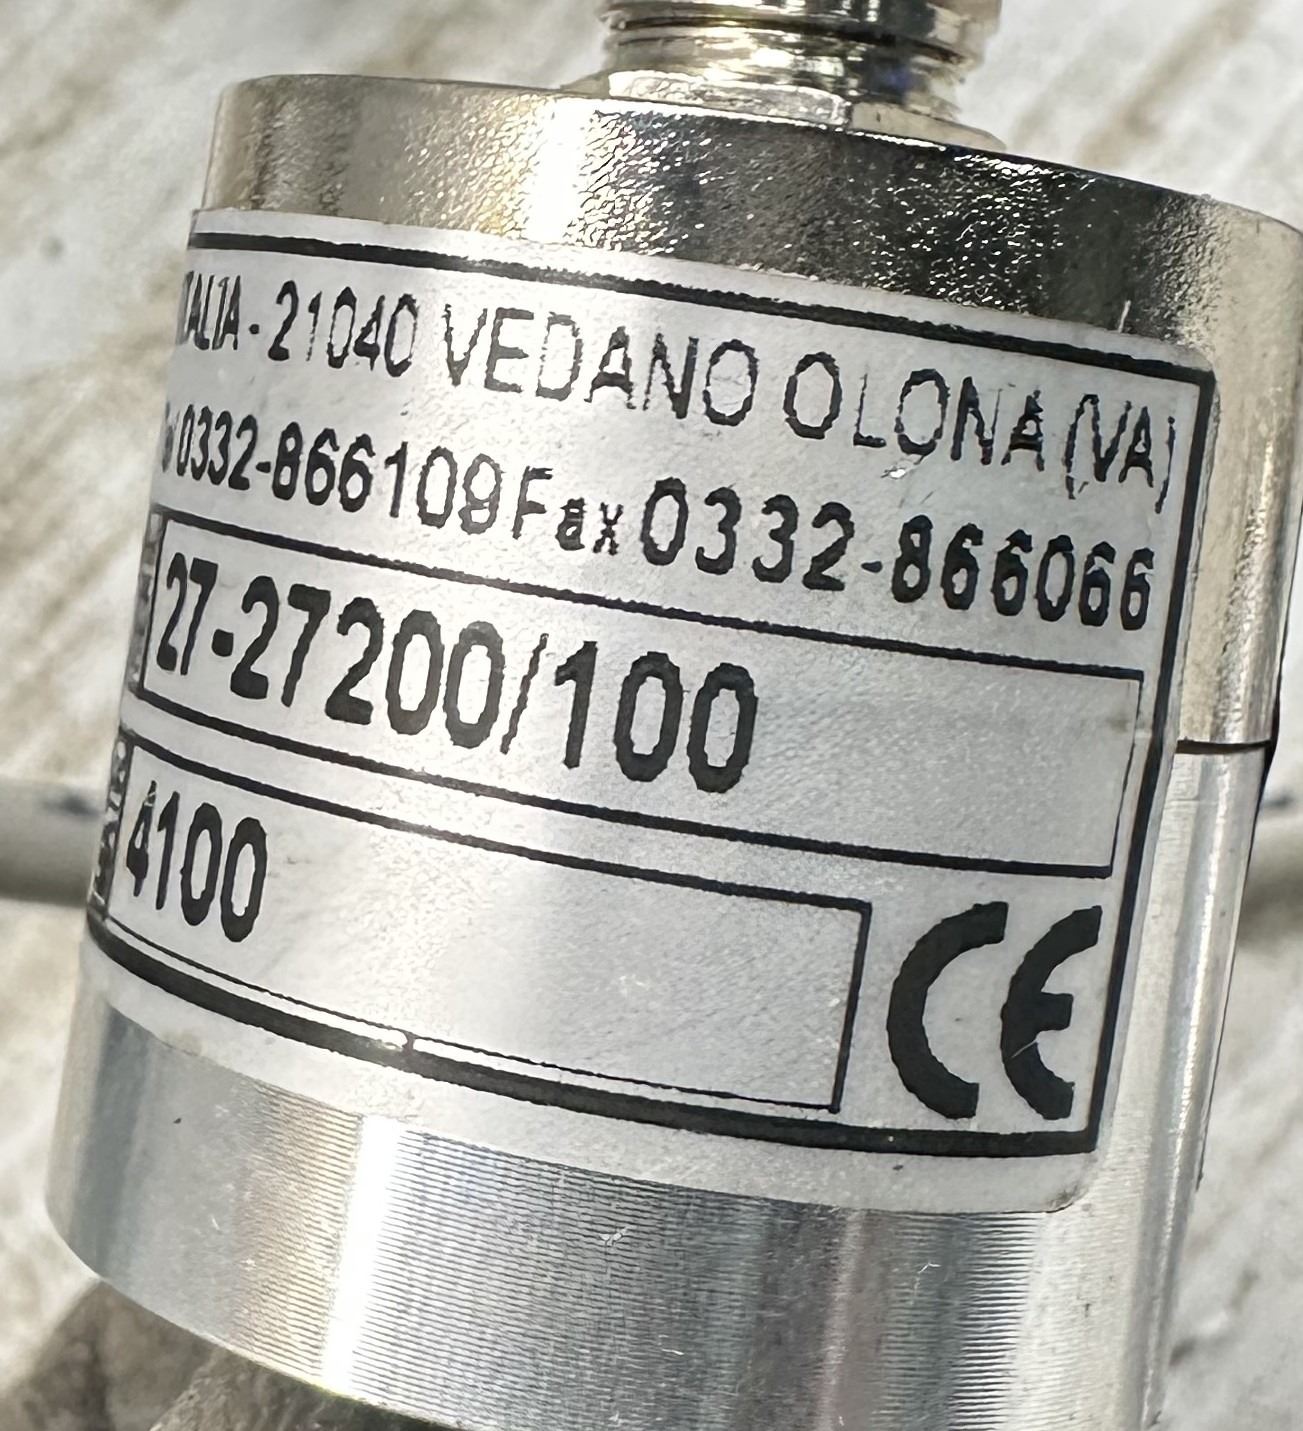 ITALIA - 21040 VEDANO OLONA (VA)
0332-866109 Fax 0332-866066
27-27200/100
4100
CE